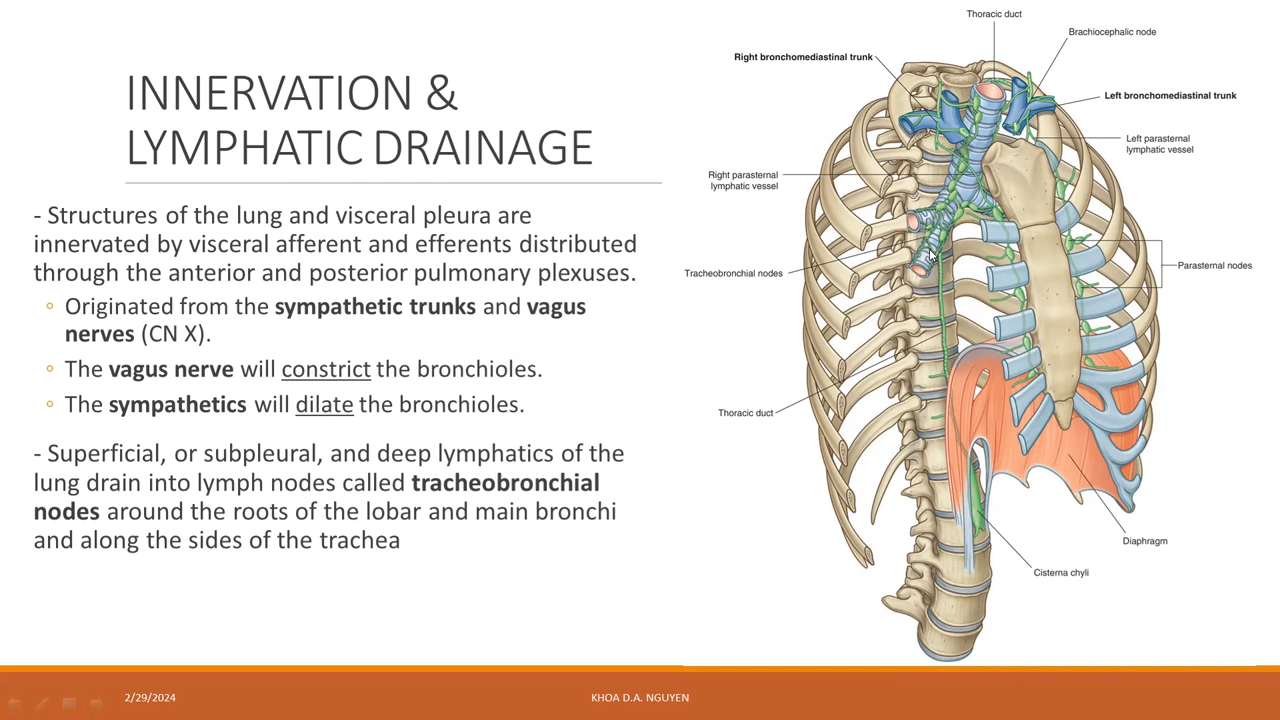 INNERVATION &
LYMPHATIC DRAINAGE
- Structures of the lung and visceral pleura are
innervated by visceral afferent and efferents distributed
through the anterior and posterior pulmonary plexuses.
◦ Originated from the sympathetic trunks and vagus
nerves (CN X).
◦ The vagus nerve will constrict the bronchioles.
◦ The sympathetics will dilate the bronchioles.
- Superficial, or subpleural, and deep lymphatics of the
lung drain into lymph nodes called tracheobronchial
nodes around the roots of the lobar and main bronchi
and along the sides of the trachea
Thoracic duct
Brachiocephalic node
Right bronchomediastinal trunk
Left bronchomediastinal trunk
Left parasternal
lymphatic vessel
Right parasternal
lymphatic vessel
Tracheobronchial nodes
Parasternal nodes
Thoracic duct
Diaphragm
Cisterna chyli
2/29/2024
KHOA D.A. NGUYEN